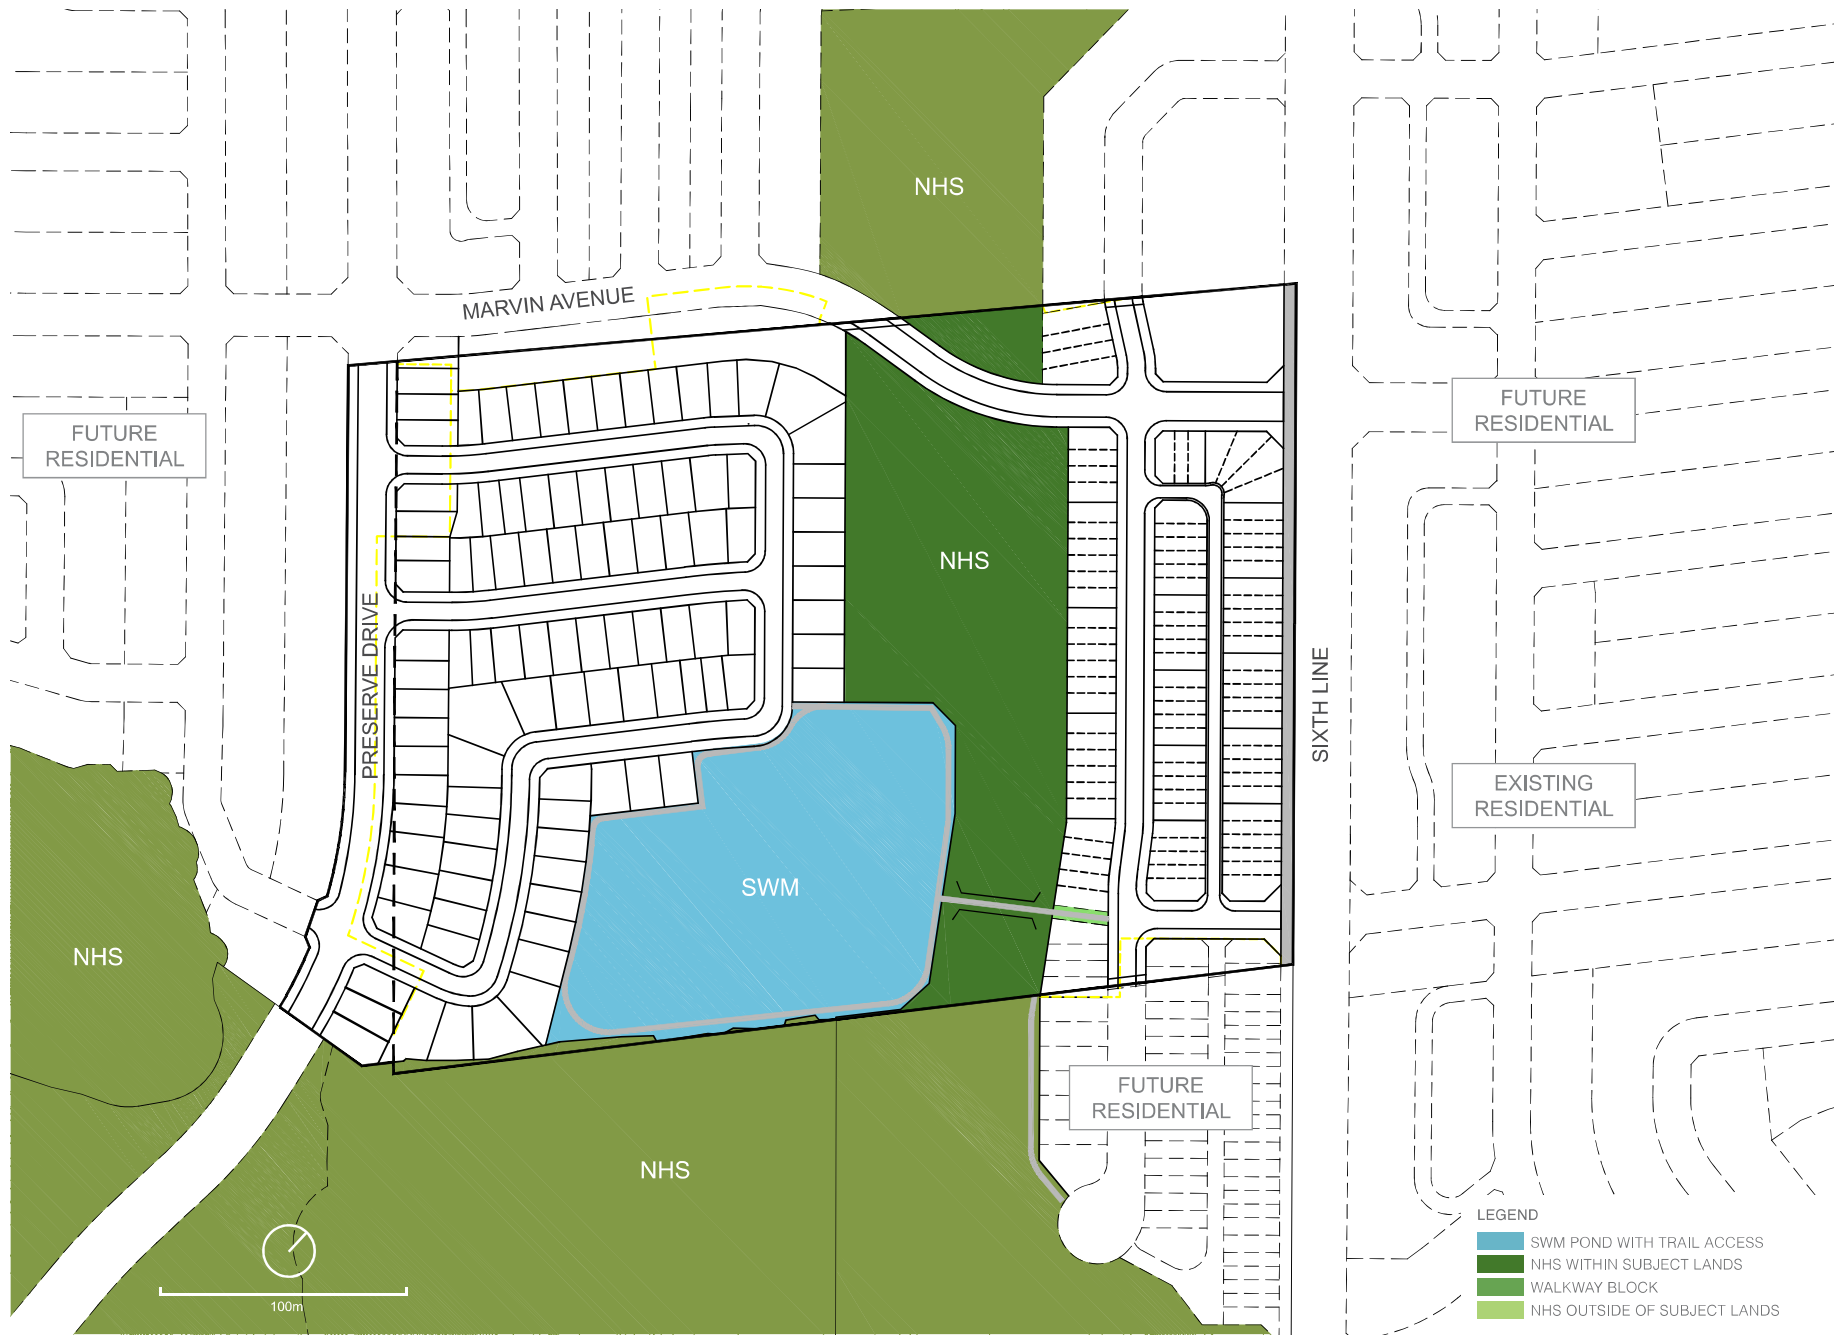 NHS
MARVIN AVENUE
FUTURE
RESIDENTIAL
FUTURE
RESIDENTIAL
NHS
PRESERVE DRIVE
SIXTH LINE
EXISTING
RESIDENTIAL
SWM
NHS
FUTURE
RESIDENTIAL
NHS
100m
LEGEND
SWM POND WITH TRAIL ACCESS
NHS WITHIN SUBJECT LANDS
WALKWAY BLOCK
NHS OUTSIDE OF SUBJECT LANDS